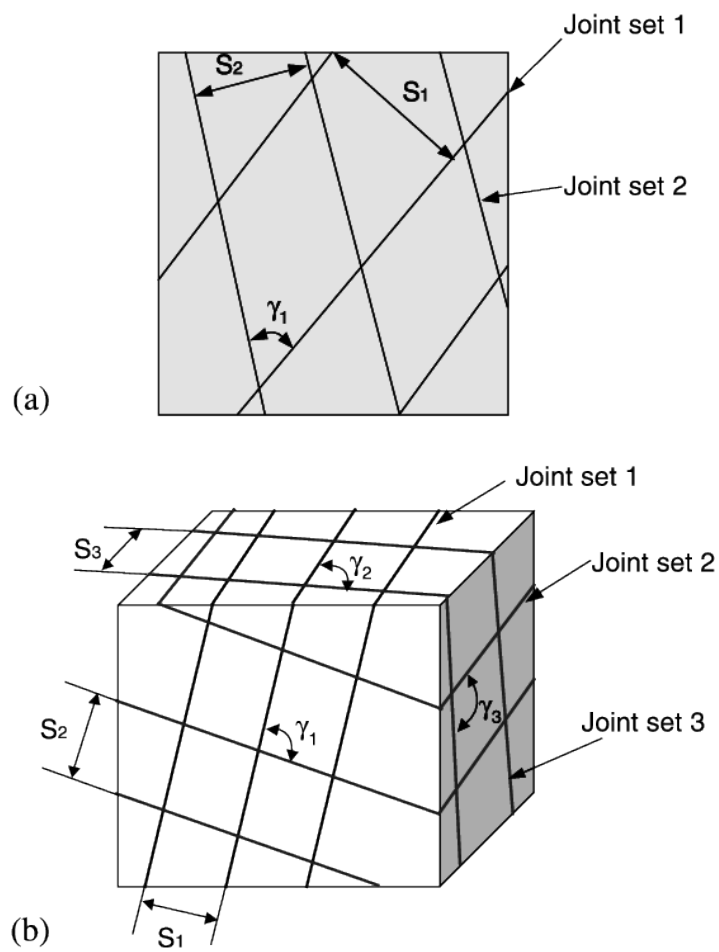 Joint set 1
S2
S1
Joint set 2
γ1
(a)
Joint set 1
S3
γ2
Joint set 2
S2
γ1
γ3
Joint set 3
S1
(b)